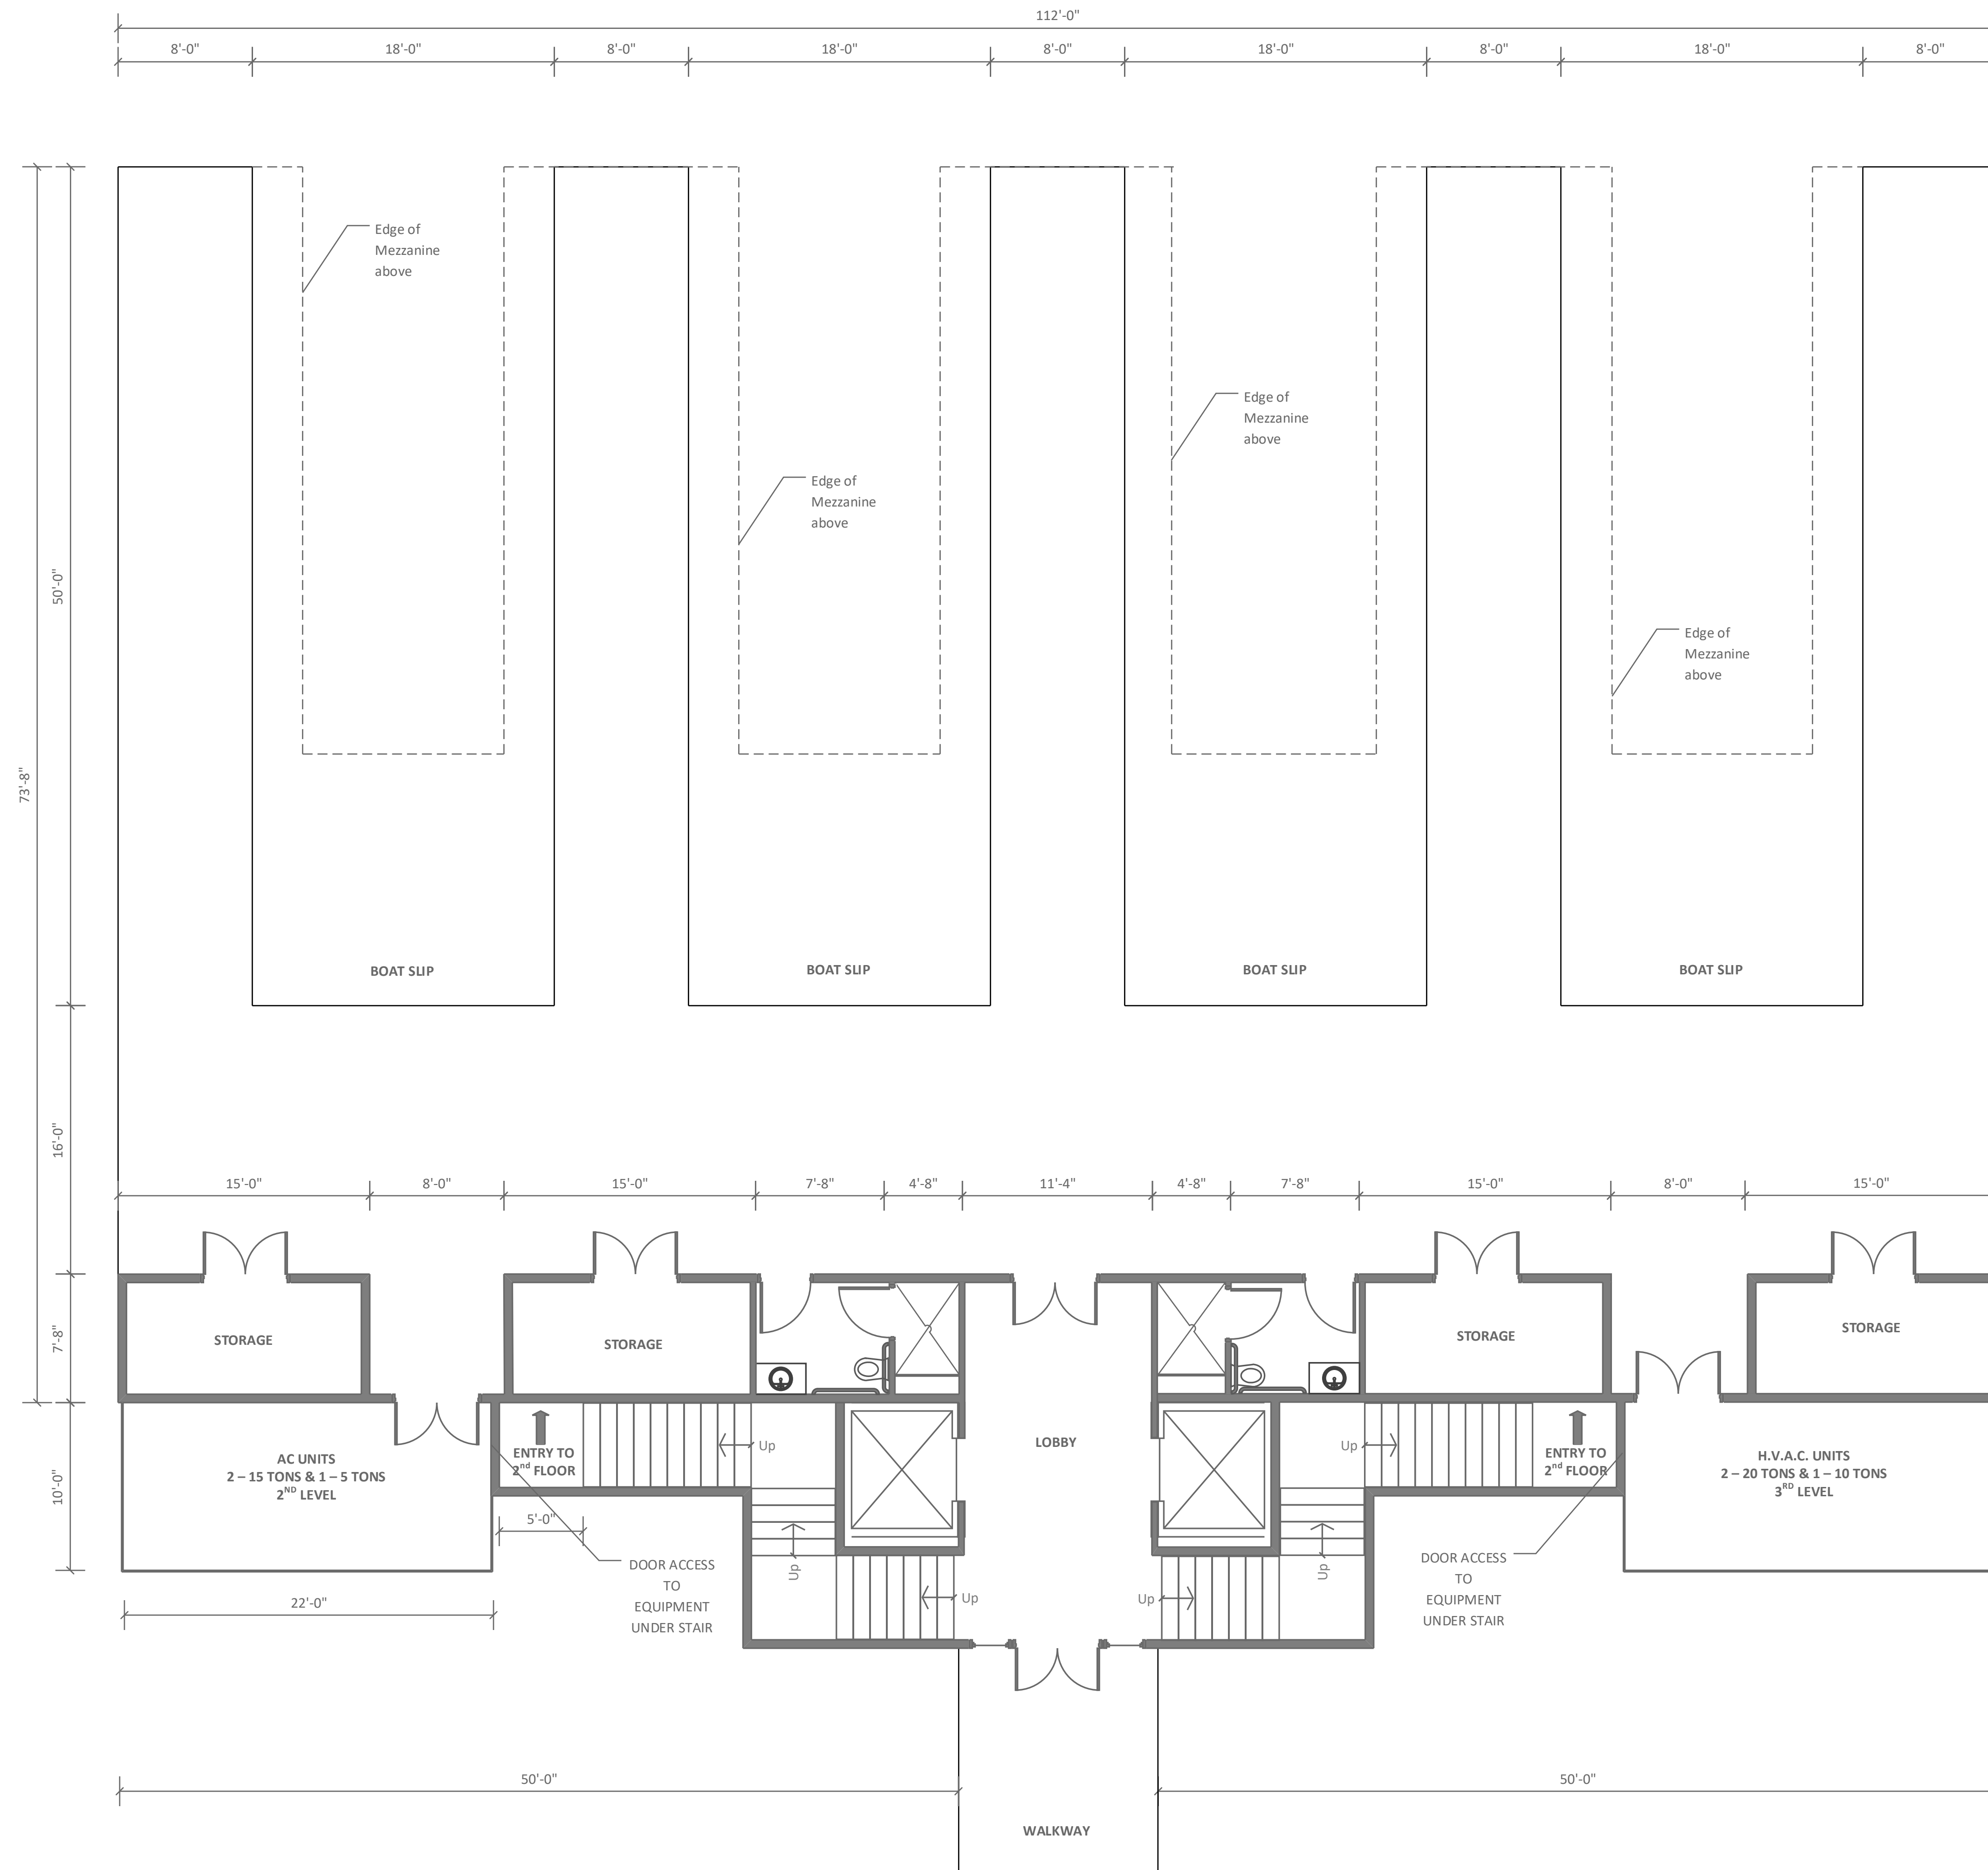 112'-0"
8'-0" 18'-0" 8'-0" 18'-0" 8'-0" 18'-0" 8'-0" 18'-0" 8'-0"
Edge of
Mezzanine
above
Edge of
Mezzanine
above
Edge of
Mezzanine
above
Edge of
Mezzanine
above
50'-0"
73'-8"
BOAT SLIP BOAT SLIP BOAT SLIP BOAT SLIP
16'-0"
15'-0" 8'-0" 15'-0" 7'-8" 4'-8" 11'-4" 4'-8" 7'-8" 15'-0" 8'-0" 15'-0"
7'-8"
STORAGE STORAGE STORAGE STORAGE
10'-0"
AC UNITS
2 – 15 TONS & 1 – 5 TONS
2ND LEVEL
ENTRY TO
2nd FLOOR
Up
LOBBY
Up
ENTRY TO
2nd FLOOR
H.V.A.C. UNITS
2 – 20 TONS & 1 – 10 TONS
3RD LEVEL
5'-0"
DOOR ACCESS
TO
EQUIPMENT
UNDER STAIR
Up
Up
Up
Up
DOOR ACCESS
TO
EQUIPMENT
UNDER STAIR
22'-0"
50'-0" 50'-0"
WALKWAY